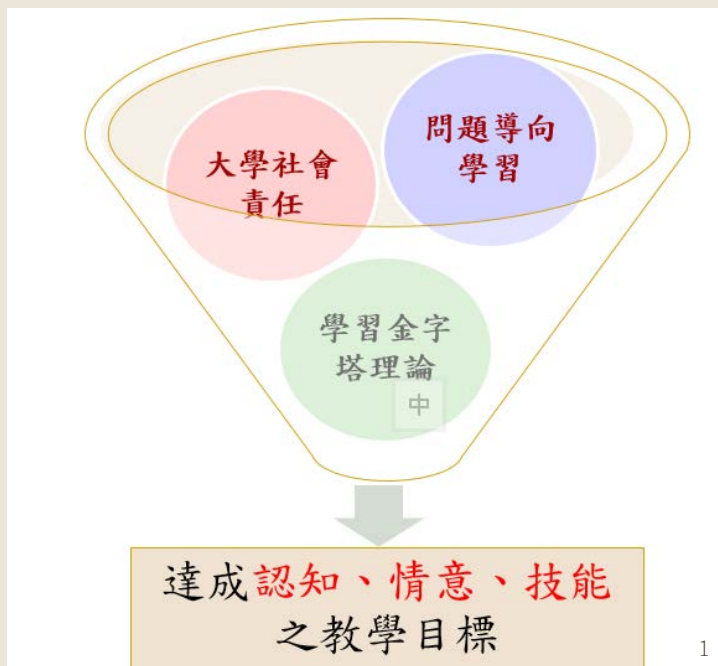 大學社會
責任
問題導向
學習
學習金字
塔理論
中
達成認知、情意、技能
之教學目標
1